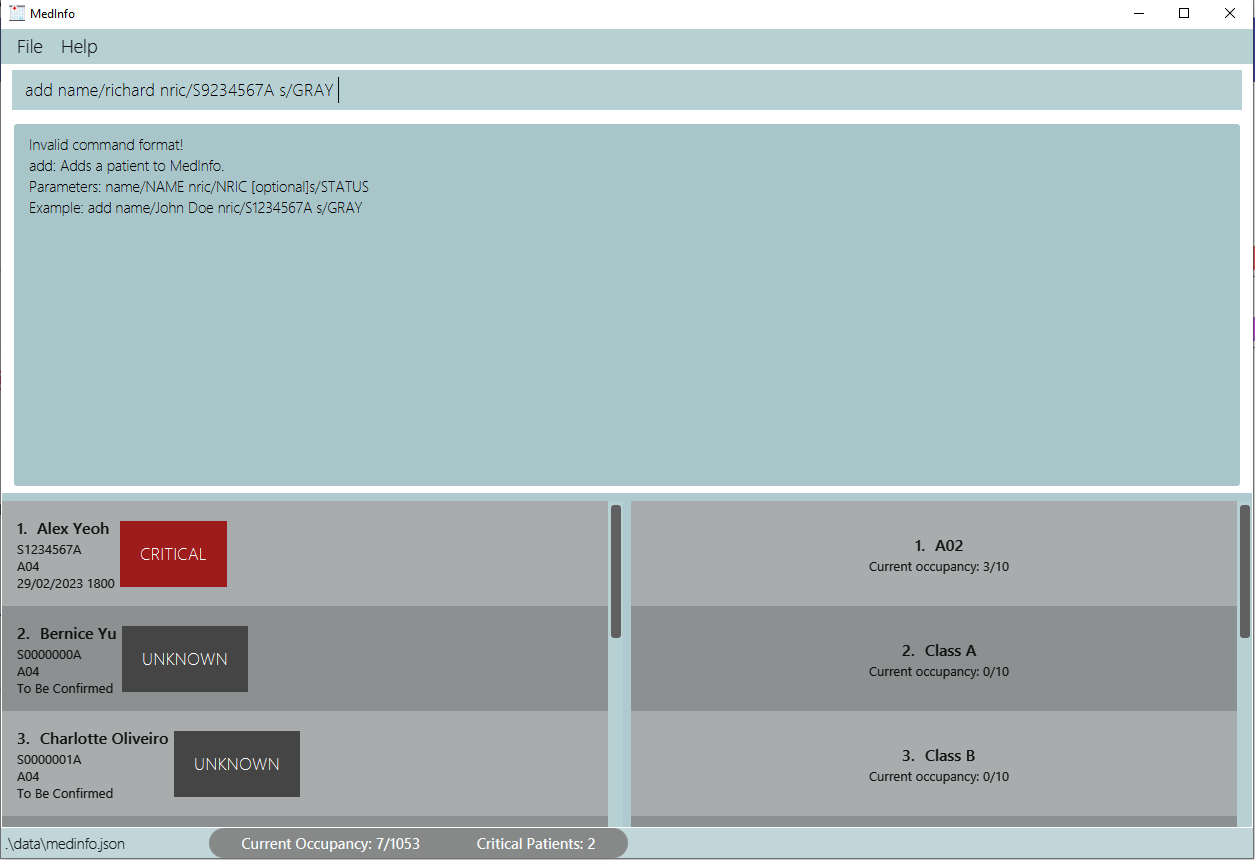 MedInfo
File Help
add name/richard nric/S9234567A s/GRAY
Invalid command format!
add: Adds a patient to MedInfo.
Parameters: name/NAME nric/NRIC [optional]s/STATUS
Example: add name/John Doe nric/S1234567A s/GRAY
1. Alex Yeoh
S1234567A
A04
29/02/2023 1800
CRITICAL
2. Bernice Yu
S0000000A
A04
To Be Confirmed
UNKNOWN
3. Charlotte Oliveiro
S0000001A
A04
To Be Confirmed
UNKNOWN
1. A02
Current occupancy: 3/10
2. Class A
Current occupancy: 0/10
3. Class B
Current occupancy: 0/10
.\data\medinfo.json
Current Occupancy: 7/1053
Critical Patients: 2